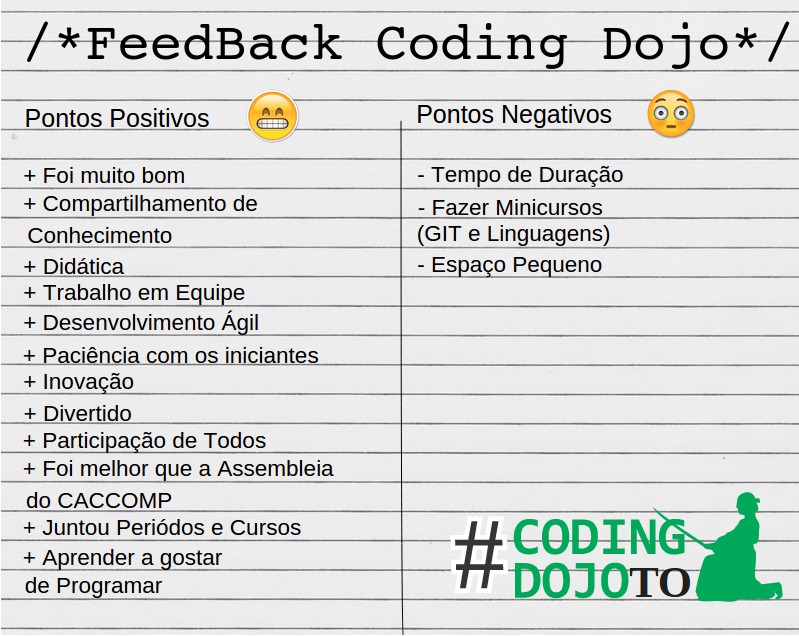 /*FeedBack Coding Dojo*/
Pontos Positivos
+ Foi muito bom
+ Compartilhamento de
Conhecimento
+ Didática
+ Trabalho em Equipe
+ Desenvolvimento Ágil
+ Paciência com os iniciantes
+ Inovação
+ Divertido
+ Participação de Todos
+ Foi melhor que a Assembleia
do CACCOMP
+ Juntou Periódos e Cursos
+ Aprender a gostar
de Programar
Pontos Negativos
- Tempo de Duração
- Fazer Minicursos
(GIT e Linguagens)
- Espaço Pequeno
#CODING
DOJOTO